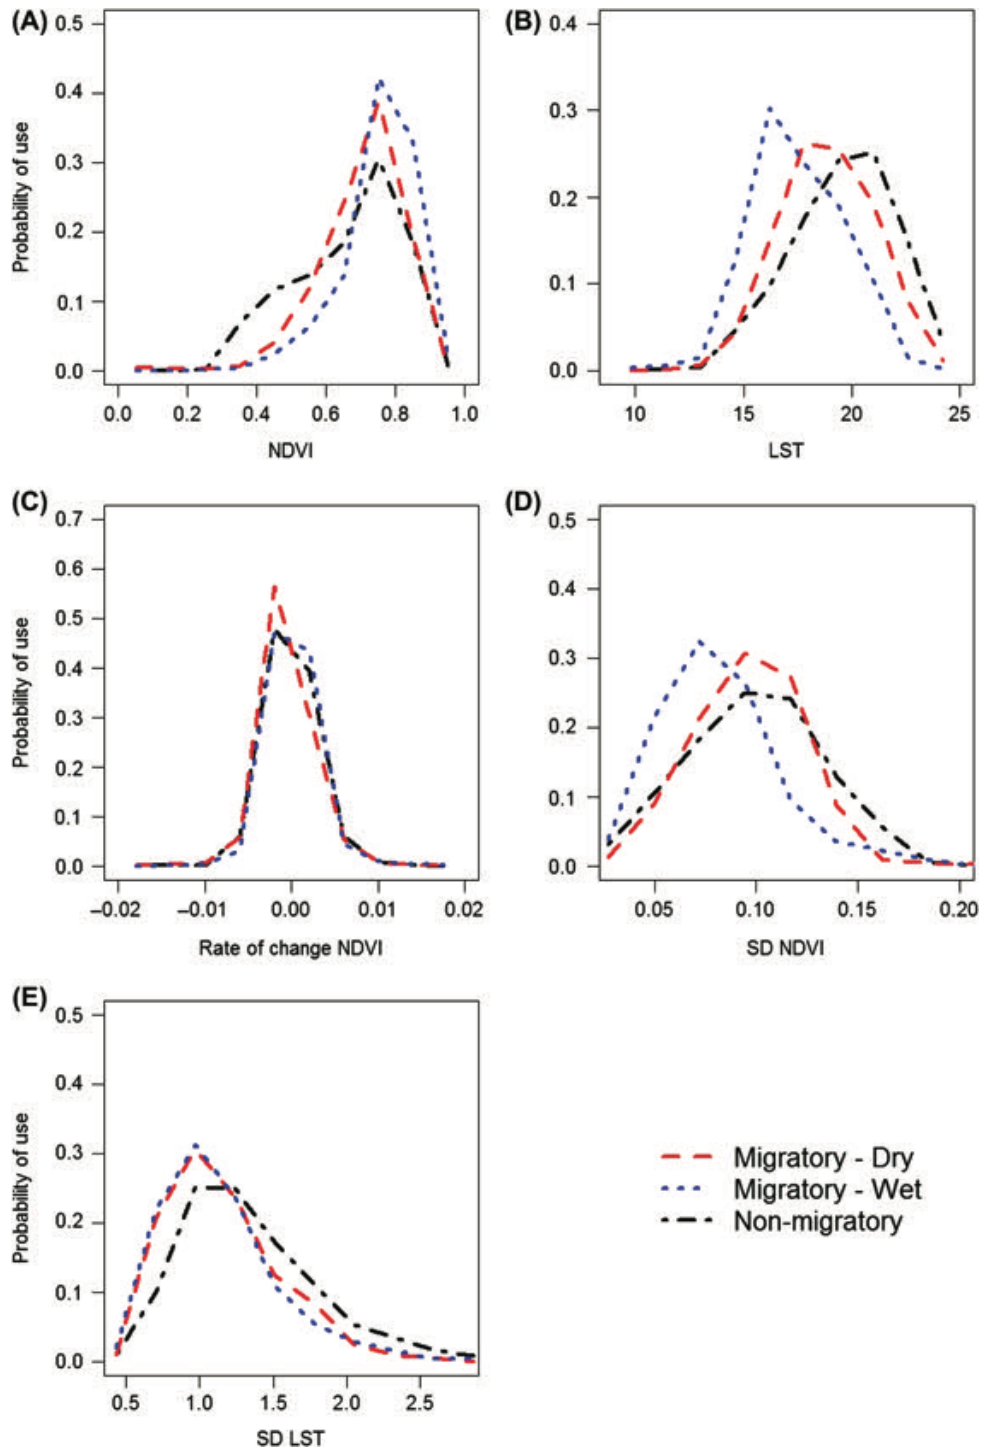 (A)
0.5
0.4
0.3
0.2
0.1
0.0
Probability of use
0.0 0.2 0.4 0.6 0.8 1.0
NDVI
(B)
0.4
0.3
0.2
0.1
0.0
10 15 20 25
LST
(C)
0.7
0.6
0.5
0.4
0.3
0.2
0.1
0.0
Probability of use
–0.02 –0.01 0.00 0.01 0.02
Rate of change NDVI
(D)
0.5
0.4
0.3
0.2
0.1
0.0
0.05 0.10 0.15 0.20
SD NDVI
(E)
0.5
0.4
0.3
0.2
0.1
0.0
Probability of use
0.5 1.0 1.5 2.0 2.5
SD LST
Migratory - Dry
Migratory - Wet
Non-migratory